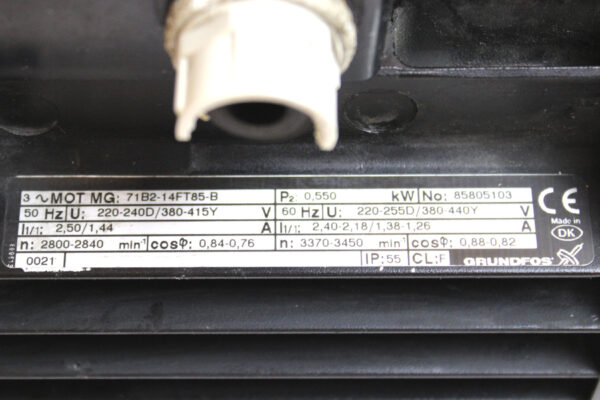 3 ~ MOT MG: 71B2-14FT85-B P2 0,550 kW No: 85805103
50 Hz U: 220-240D/380-415Y V 60 Hz U: 220-255D/380-440Y V
I1/1: 2,50/1,44 A I1/1: 2,40-2,18/1,38-1,26 A
n: 2800-2840 min-1 cosφ: 0,84-0,76 n: 3370-3450 min-1 cosφ: 0,88-0,82
0021 IP:55 CL:F GRUNDFOS
CE
Made in
DK